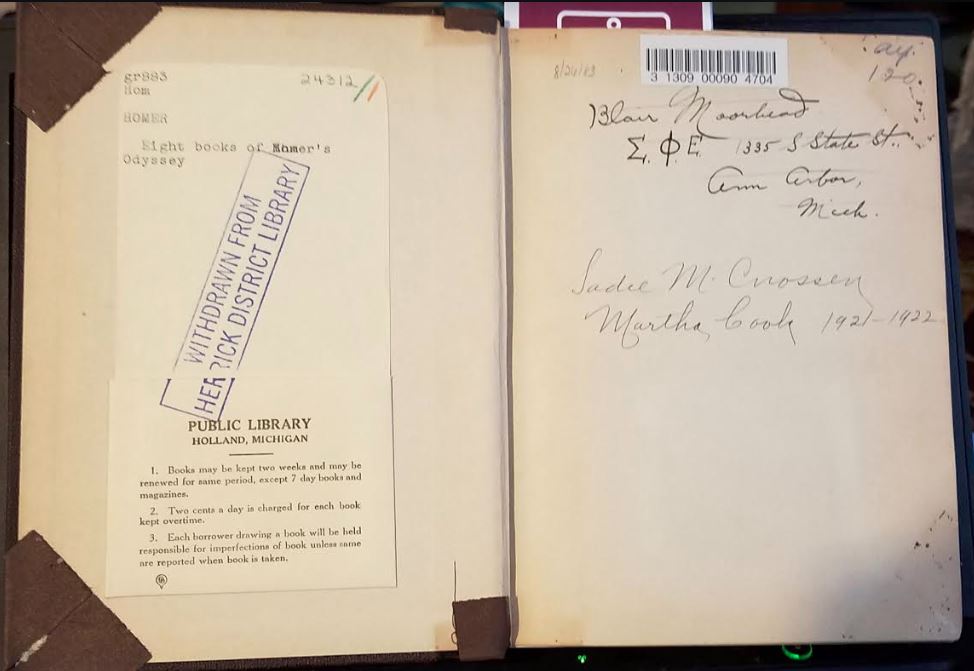 gr883
Hom
24312
HOMER
Eight books of Homer's
Odyssey
WITHDRAWN FROM
HERRICK DISTRICT LIBRARY
PUBLIC LIBRARY
HOLLAND, MICHIGAN
1. Books may be kept two weeks and may be
renewed for same period, except 7 day books and
magazines.
2. Two cents a day is charged for each book
kept overtime.
3. Each borrower drawing a book will be held
responsible for imperfections of book unless same
are reported when book is taken.
3 1309 00090 4704
Blair Moorhead
Σ.Φ.E. 1335 S State St.
Ann Arbor,
Mich.
Sadie M. Cnossen
Martha Cook 1921-1922